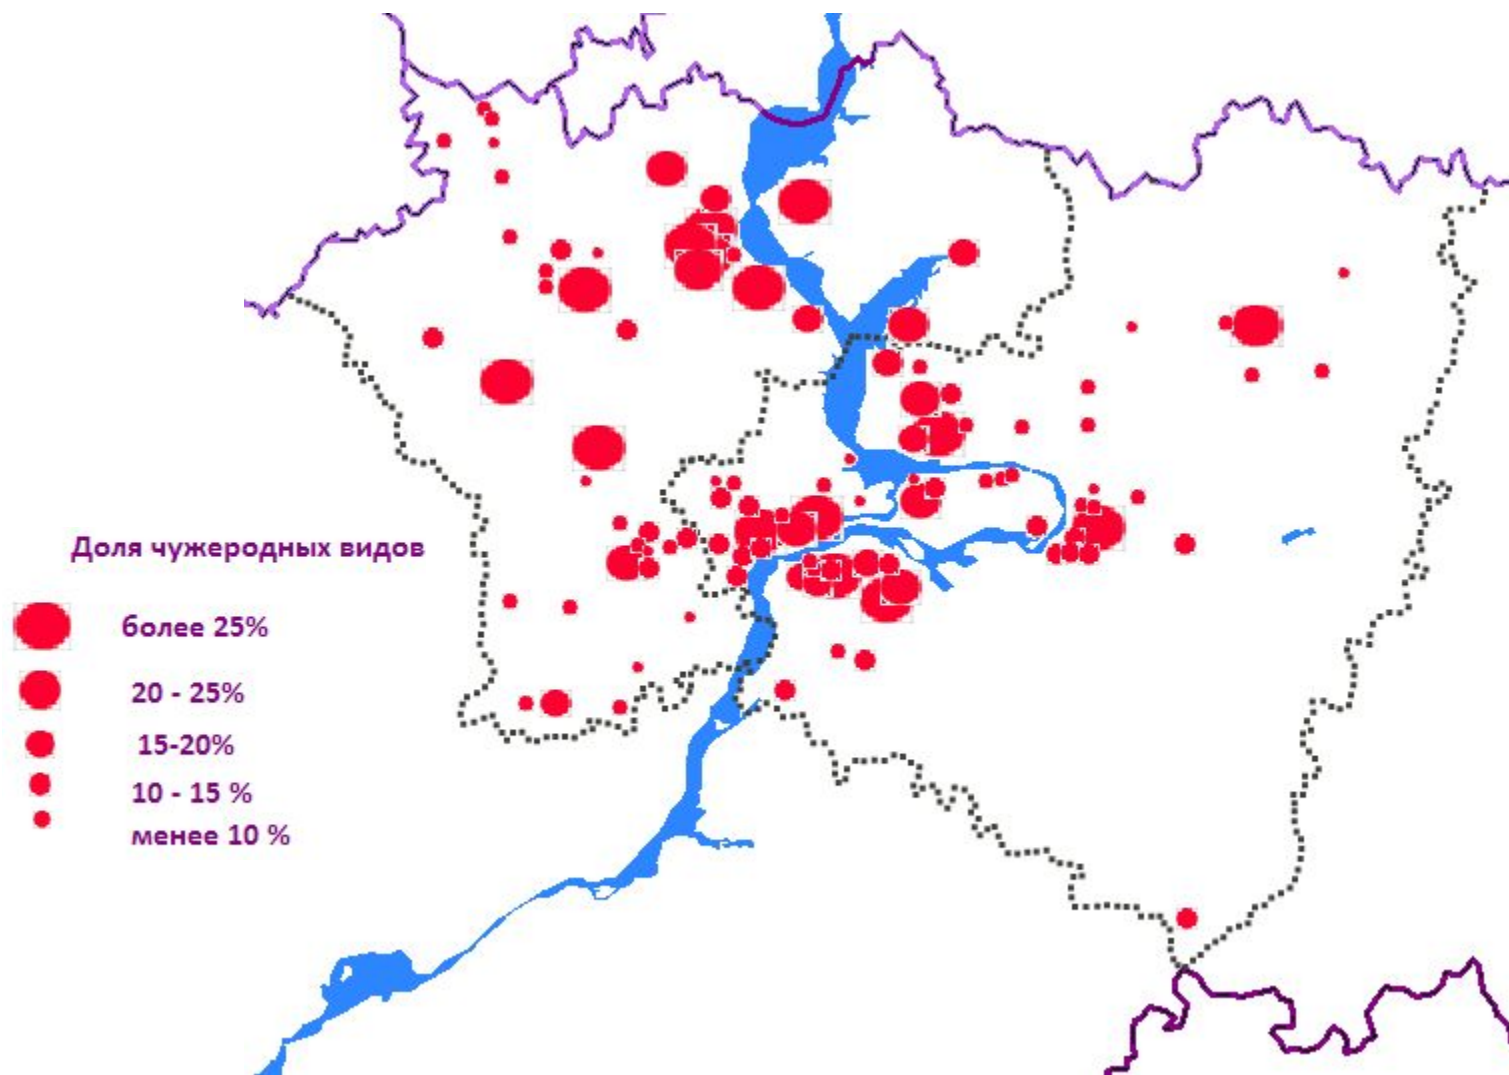 Доля чужеродных видов
более 25%
20 - 25%
15-20%
10 - 15 %
менее 10 %